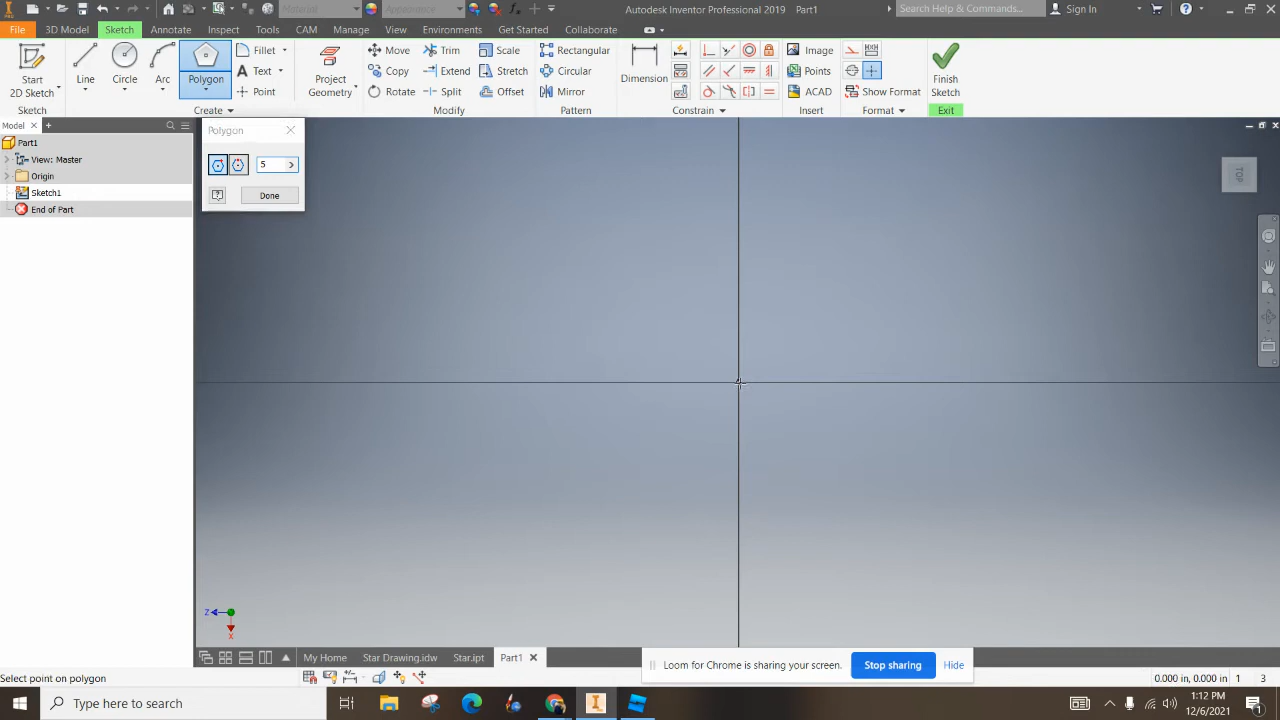 Material
Appearance
Autodesk Inventor Professional 2019 Part1
Search Help & Commands...
Sign In
File 3D Model Sketch Annotate Inspect Tools CAM Manage View Environments Get Started Collaborate
Start 2D Sketch
Line
Circle
Arc
Polygon
Fillet
Text
Point
Project Geometry
Move
Copy
Rotate
Trim
Extend
Split
Scale
Stretch
Offset
Rectangular
Circular
Mirror
Dimension
Image
Points
ACAD
Show Format
Finish Sketch
Sketch Create Modify Pattern Constrain Insert Format Exit
Model
Part1
View: Master
Origin
Sketch1
End of Part
Polygon
5
Done
TOP
Z
X
My Home Star Drawing.idw Star.ipt Part1
Loom for Chrome is sharing your screen. Stop sharing Hide
Select point on polygon
0.000 in, 0.000 in 1 3
Type here to search
1:12 PM
12/6/2021
1